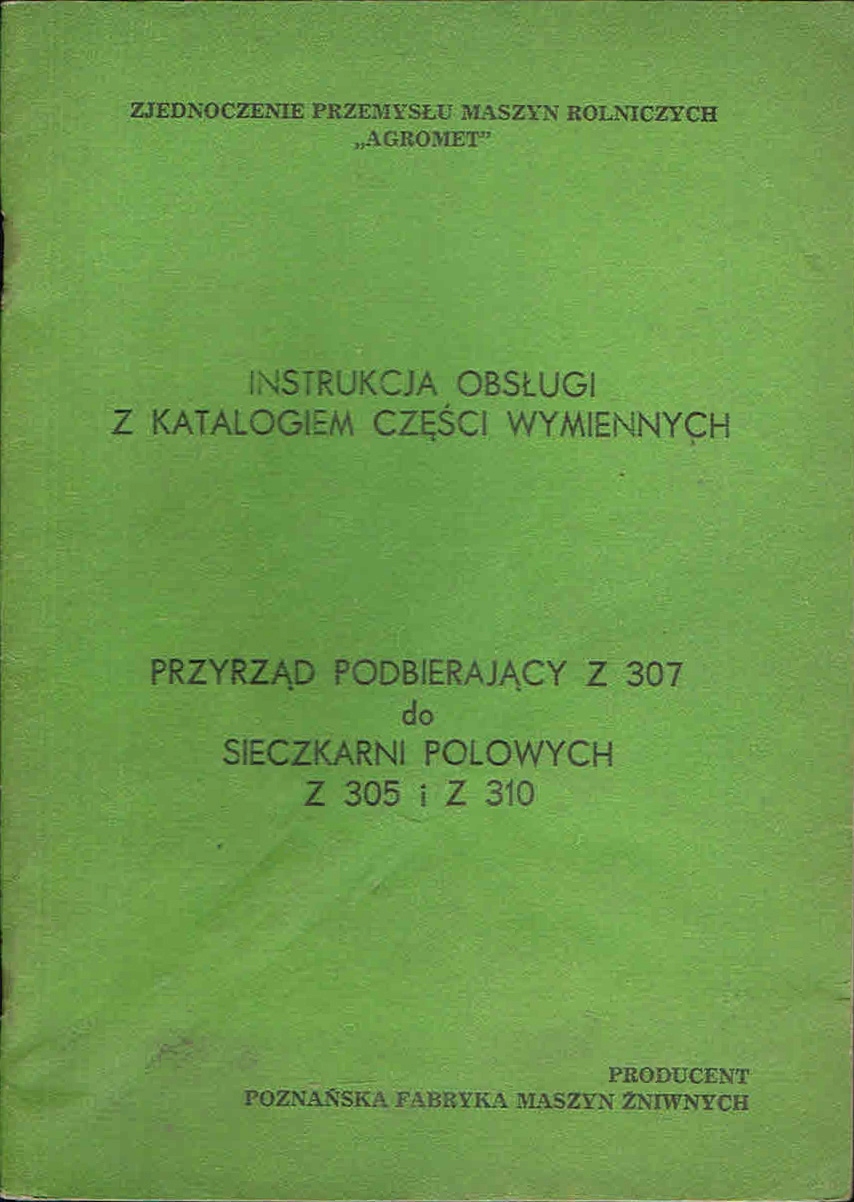 ZJEDNOCZENIE PRZEMYSŁU MASZYN ROLNICZYCH
„AGROMET”
INSTRUKCJA OBSŁUGI
Z KATALOGIEM CZĘŚCI WYMIENNYCH
PRZYRZĄD PODBIERAJĄCY Z 307
do
SIECZKARNI POLOWYCH
Z 305 i Z 310
PRODUCENT
POZNAŃSKA FABRYKA MASZYN ŻNIWNYCH